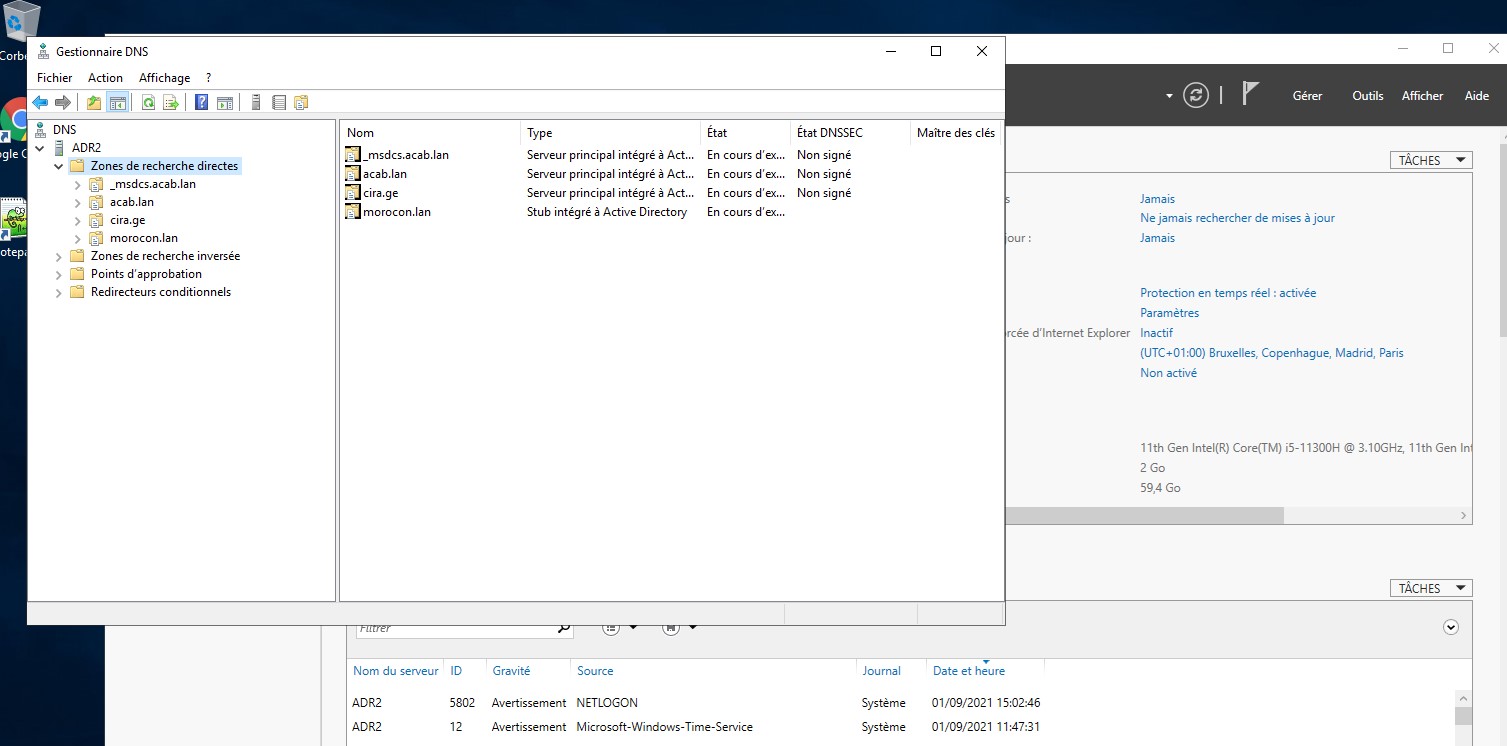 Gestionnaire DNS
Fichier Action Affichage ?
DNS
ADR2
Zones de recherche directes
_msdcs.acab.lan
acab.lan
cira.ge
morocon.lan
Zones de recherche inversée
Points d'approbation
Redirecteurs conditionnels
Nom Type État État DNSSEC Maître des clés
_msdcs.acab.lan Serveur principal intégré à Act... En cours d'ex... Non signé
acab.lan Serveur principal intégré à Act... En cours d'ex... Non signé
cira.ge Serveur principal intégré à Act... En cours d'ex... Non signé
morocon.lan Stub intégré à Active Directory En cours d'ex...
Gérer Outils Afficher Aide
TÂCHES
s Jamais
Ne jamais rechercher de mises à jour
jour : Jamais
Protection en temps réel : activée
Paramètres
rcée d'Internet Explorer Inactif
(UTC+01:00) Bruxelles, Copenhague, Madrid, Paris
Non activé
11th Gen Intel(R) Core(TM) i5-11300H @ 3.10GHz, 11th Gen Int
2 Go
59,4 Go
TÂCHES
Filtrer
Nom du serveur ID Gravité Source Journal Date et heure
ADR2 5802 Avertissement NETLOGON Système 01/09/2021 15:02:46
ADR2 12 Avertissement Microsoft-Windows-Time-Service Système 01/09/2021 11:47:31
Corbe
ogle C
otepa